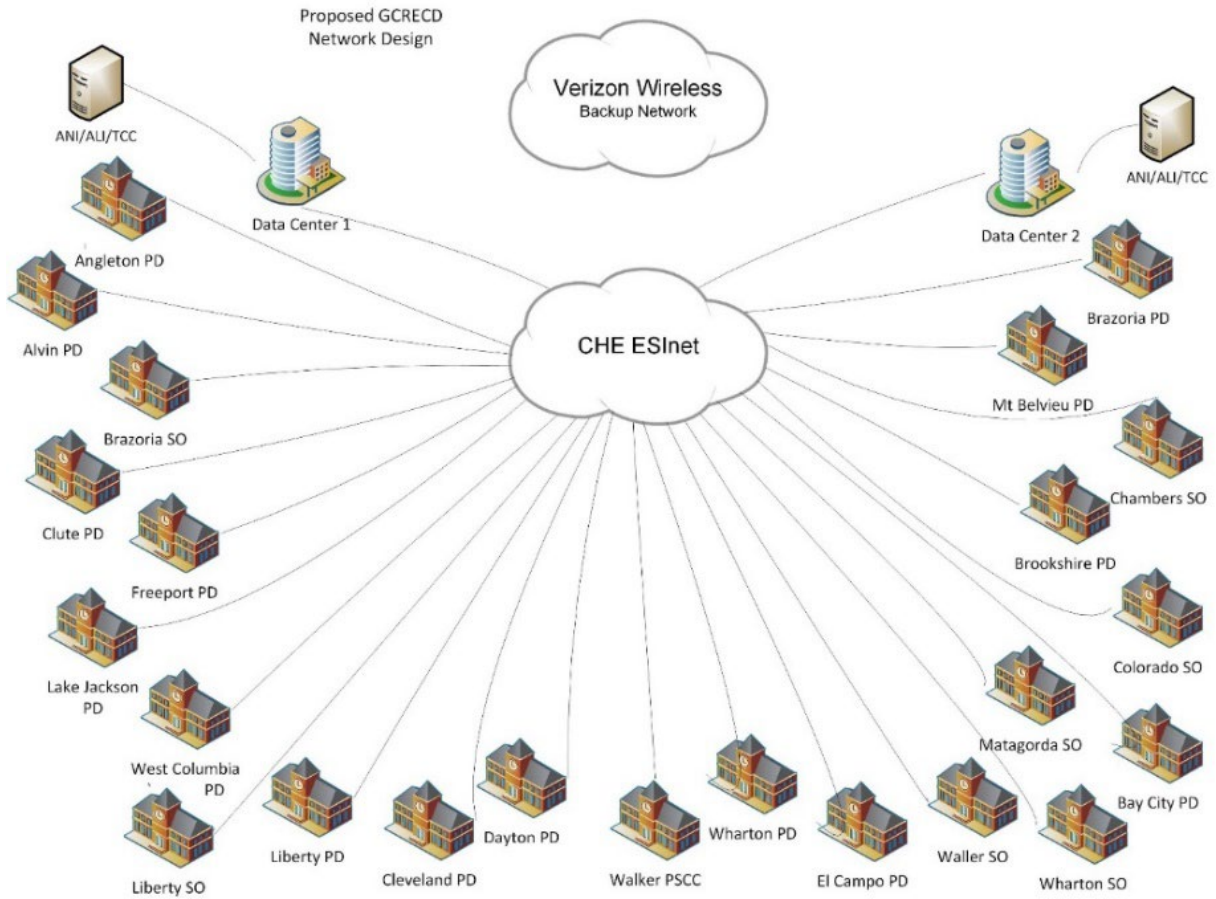 Proposed GCRECD
Network Design
Verizon Wireless
Backup Network
ANI/ALI/TCC
ANI/ALI/TCC
Data Center 1
Data Center 2
Angleton PD
Brazoria PD
Alvin PD
CHE ESInet
Mt Belvieu PD
Brazoria SO
Chambers SO
Clute PD
Brookshire PD
Freeport PD
Colorado SO
Lake Jackson
PD
Matagorda SO
West Columbia
PD
Bay City PD
Liberty PD
Dayton PD
Wharton PD
Waller SO
Liberty SO
Cleveland PD
Walker PSCC
El Campo PD
Wharton SO